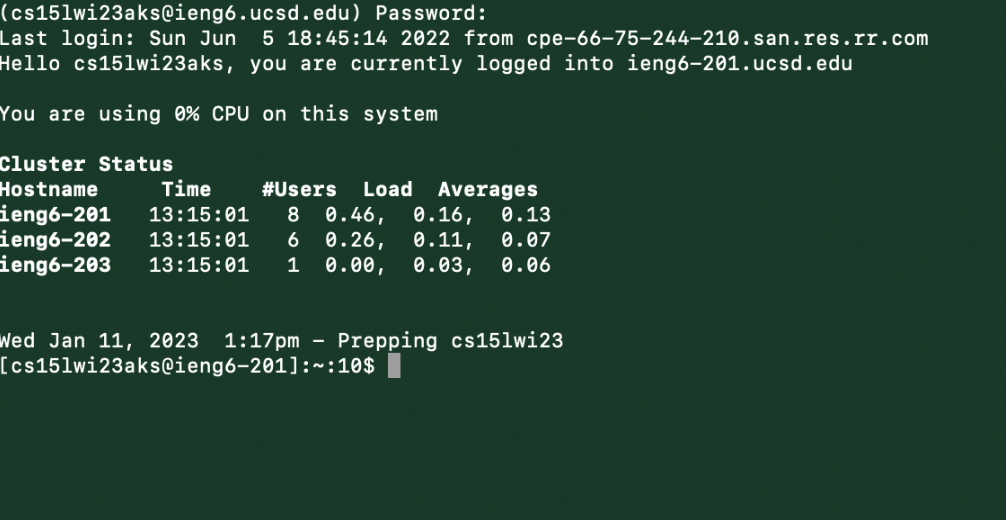 (cs15lwi23aks@ieng6.ucsd.edu) Password:
Last login: Sun Jun  5 18:45:14 2022 from cpe-66-75-244-210.san.res.rr.com
Hello cs15lwi23aks, you are currently logged into ieng6-201.ucsd.edu
You are using 0% CPU on this system
Cluster Status
Hostname     Time    #Users  Load  Averages
ieng6-201   13:15:01   8  0.46,  0.16,  0.13
ieng6-202   13:15:01   6  0.26,  0.11,  0.07
ieng6-203   13:15:01   1  0.00,  0.03,  0.06
Wed Jan 11, 2023  1:17pm - Prepping cs15lwi23
[cs15lwi23aks@ieng6-201]:~:10$